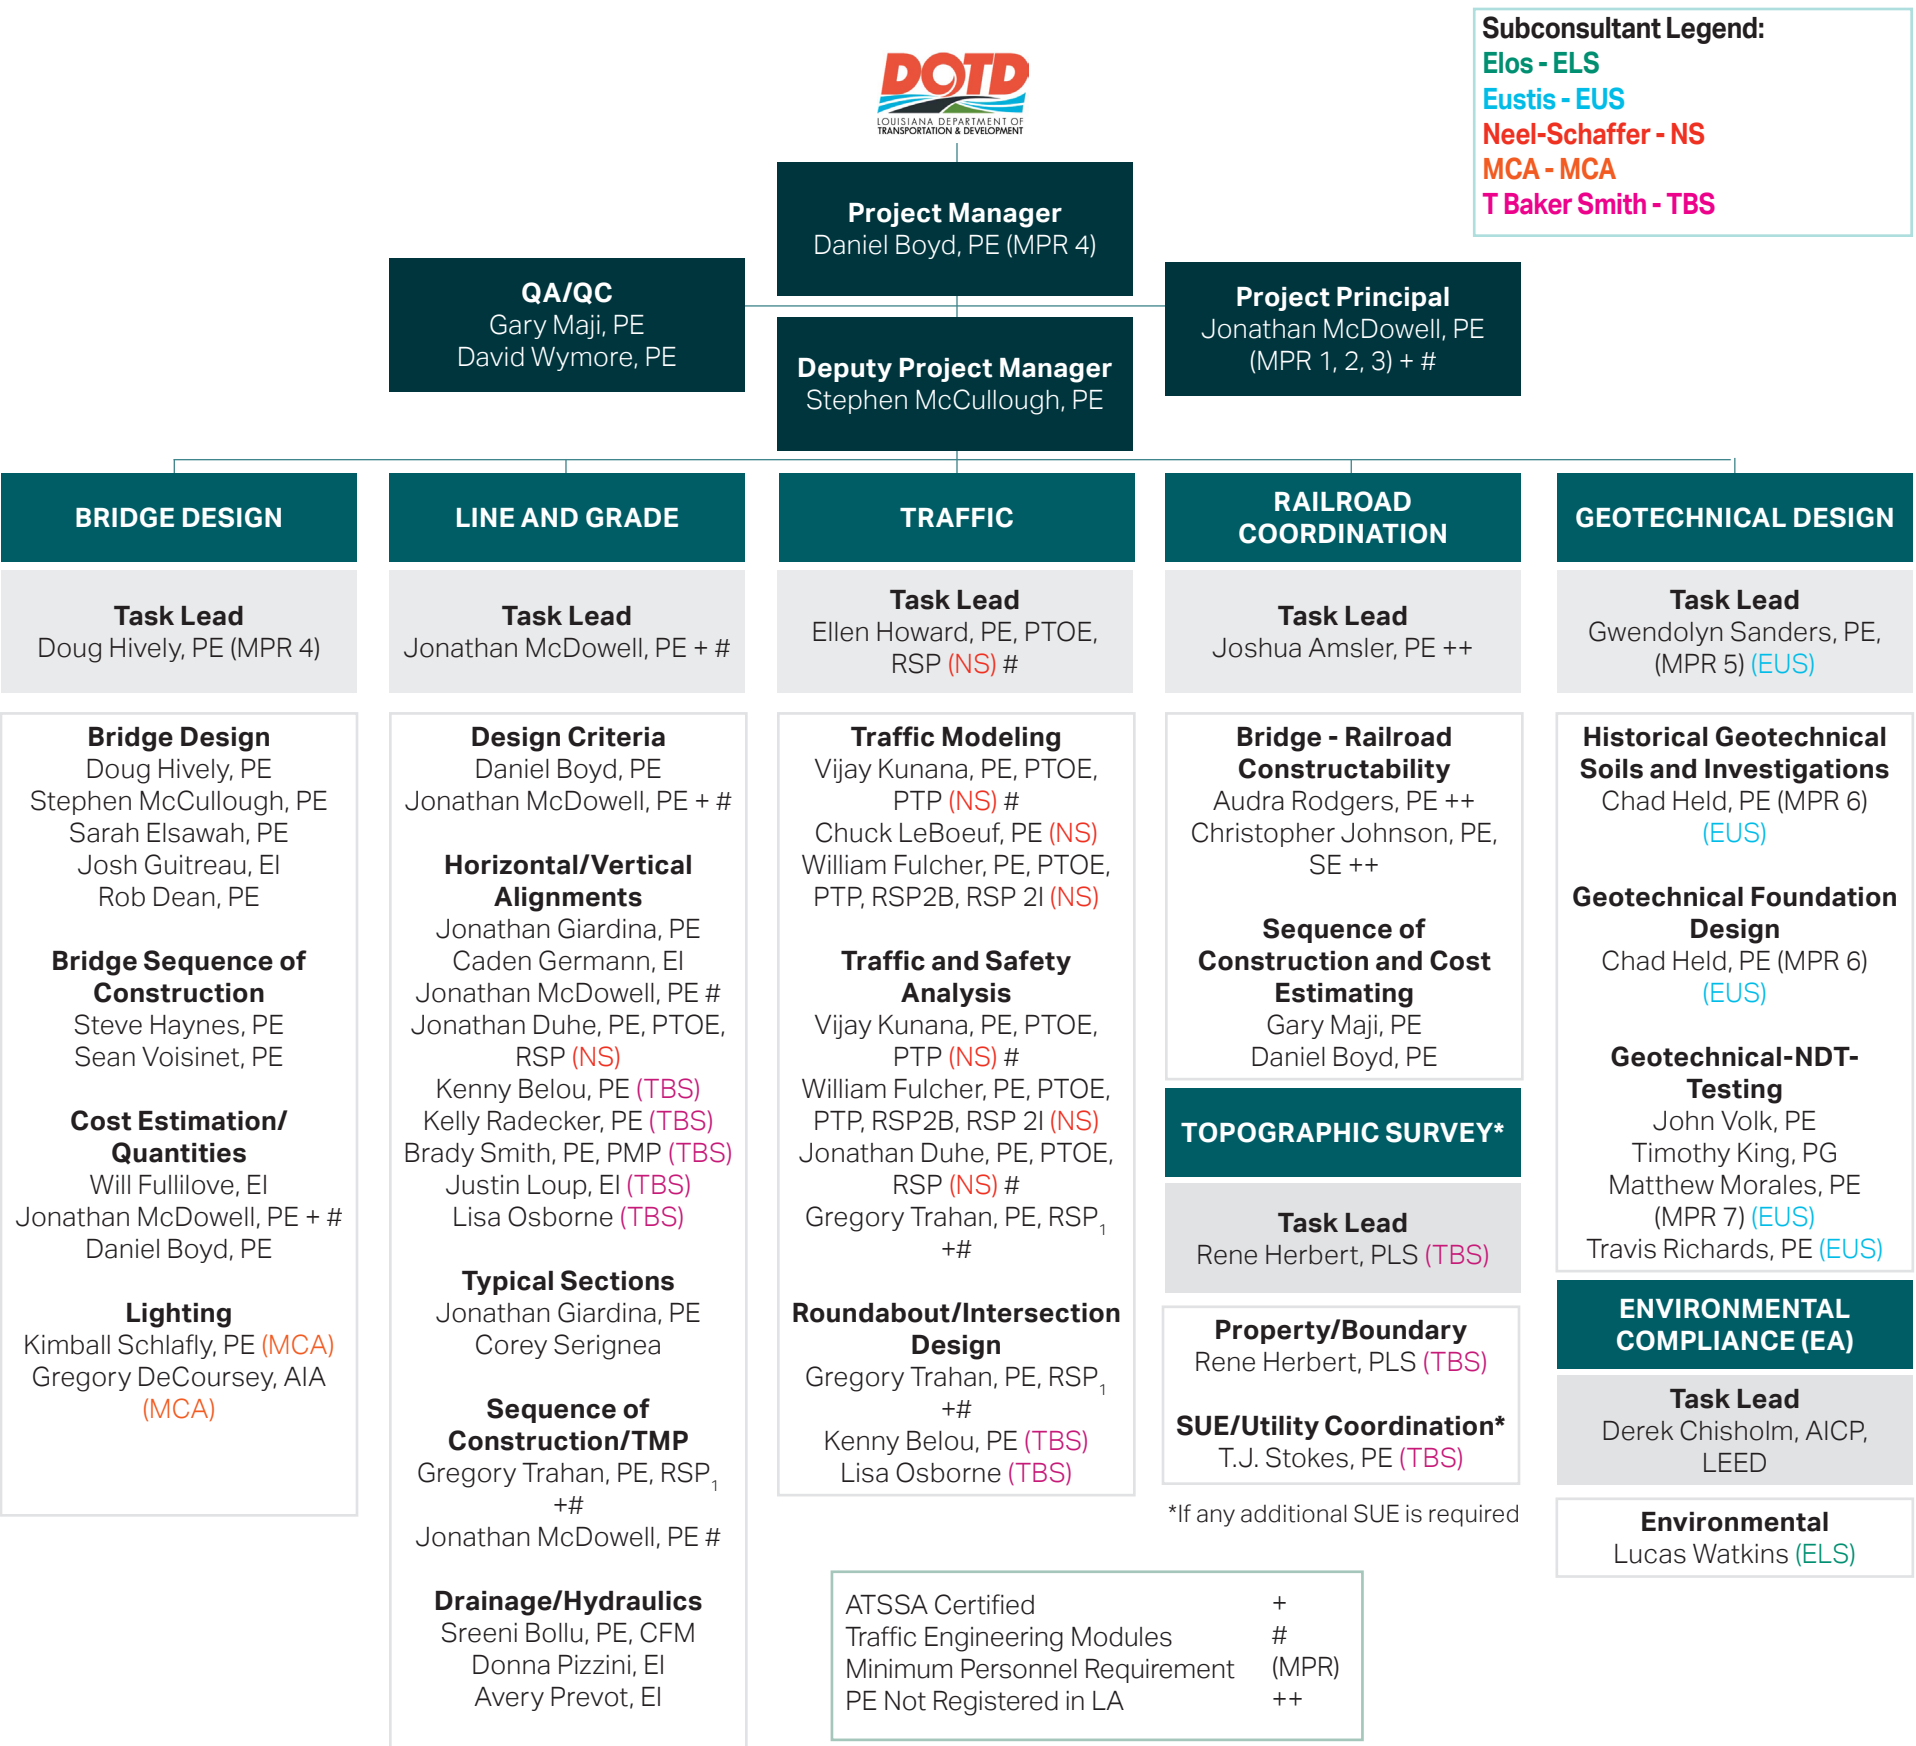 DOTD
LOUISIANA DEPARTMENT OF
TRANSPORTATION & DEVELOPMENT
Subconsultant Legend:
Elos - ELS
Eustis - EUS
Neel-Schaffer - NS
MCA - MCA
T Baker Smith - TBS
Project Manager
Daniel Boyd, PE (MPR 4)
QA/QC
Gary Maji, PE
David Wymore, PE
Project Principal
Jonathan McDowell, PE
(MPR 1, 2, 3) + #
Deputy Project Manager
Stephen McCullough, PE
BRIDGE DESIGN
Task Lead
Doug Hively, PE (MPR 4)
Bridge Design
Doug Hively, PE
Stephen McCullough, PE
Sarah Elsawah, PE
Josh Guitreau, EI
Rob Dean, PE
Bridge Sequence of
Construction
Steve Haynes, PE
Sean Voisinet, PE
Cost Estimation/
Quantities
Will Fullilove, EI
Jonathan McDowell, PE + #
Daniel Boyd, PE
Lighting
Kimball Schlafly, PE (MCA)
Gregory DeCoursey, AIA
(MCA)
LINE AND GRADE
Task Lead
Jonathan McDowell, PE + #
Design Criteria
Daniel Boyd, PE
Jonathan McDowell, PE + #
Horizontal/Vertical
Alignments
Jonathan Giardina, PE
Caden Germann, EI
Jonathan McDowell, PE #
Jonathan Duhe, PE, PTOE,
RSP (NS)
Kenny Belou, PE (TBS)
Kelly Radecker, PE (TBS)
Brady Smith, PE, PMP (TBS)
Justin Loup, EI (TBS)
Lisa Osborne (TBS)
Typical Sections
Jonathan Giardina, PE
Corey Serignea
Sequence of
Construction/TMP
Gregory Trahan, PE, RSP1
+#
Jonathan McDowell, PE #
Drainage/Hydraulics
Sreeni Bollu, PE, CFM
Donna Pizzini, EI
Avery Prevot, EI
TRAFFIC
Task Lead
Ellen Howard, PE, PTOE,
RSP (NS) #
Traffic Modeling
Vijay Kunana, PE, PTOE,
PTP (NS) #
Chuck LeBoeuf, PE (NS)
William Fulcher, PE, PTOE,
PTP, RSP2B, RSP 2I (NS)
Traffic and Safety
Analysis
Vijay Kunana, PE, PTOE,
PTP (NS) #
William Fulcher, PE, PTOE,
PTP, RSP2B, RSP 2I (NS)
Jonathan Duhe, PE, PTOE,
RSP (NS) #
Gregory Trahan, PE, RSP1
+#
Roundabout/Intersection
Design
Gregory Trahan, PE, RSP1
+#
Kenny Belou, PE (TBS)
Lisa Osborne (TBS)
RAILROAD
COORDINATION
Task Lead
Joshua Amsler, PE ++
Bridge - Railroad
Constructability
Audra Rodgers, PE ++
Christopher Johnson, PE,
SE ++
Sequence of
Construction and Cost
Estimating
Gary Maji, PE
Daniel Boyd, PE
TOPOGRAPHIC SURVEY*
Task Lead
Rene Herbert, PLS (TBS)
Property/Boundary
Rene Herbert, PLS (TBS)
SUE/Utility Coordination*
T.J. Stokes, PE (TBS)
*If any additional SUE is required
GEOTECHNICAL DESIGN
Task Lead
Gwendolyn Sanders, PE,
(MPR 5) (EUS)
Historical Geotechnical
Soils and Investigations
Chad Held, PE (MPR 6)
(EUS)
Geotechnical Foundation
Design
Chad Held, PE (MPR 6)
(EUS)
Geotechnical-NDT-
Testing
John Volk, PE
Timothy King, PG
Matthew Morales, PE
(MPR 7) (EUS)
Travis Richards, PE (EUS)
ENVIRONMENTAL
COMPLIANCE (EA)
Task Lead
Derek Chisholm, AICP,
LEED
Environmental
Lucas Watkins (ELS)
ATSSA Certified +
Traffic Engineering Modules #
Minimum Personnel Requirement (MPR)
PE Not Registered in LA ++